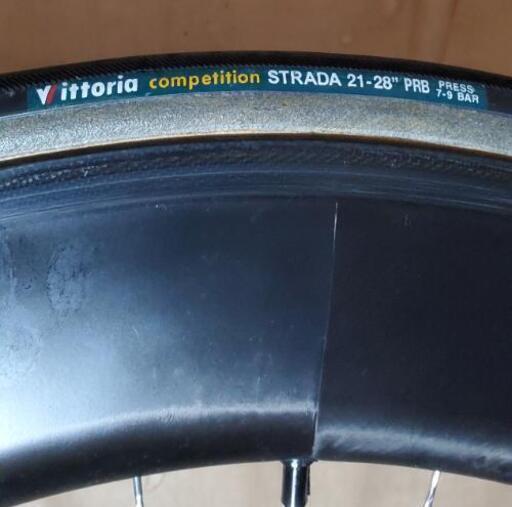 Vittoria competition STRADA 21-28" PRB PRESS
7-9 BAR